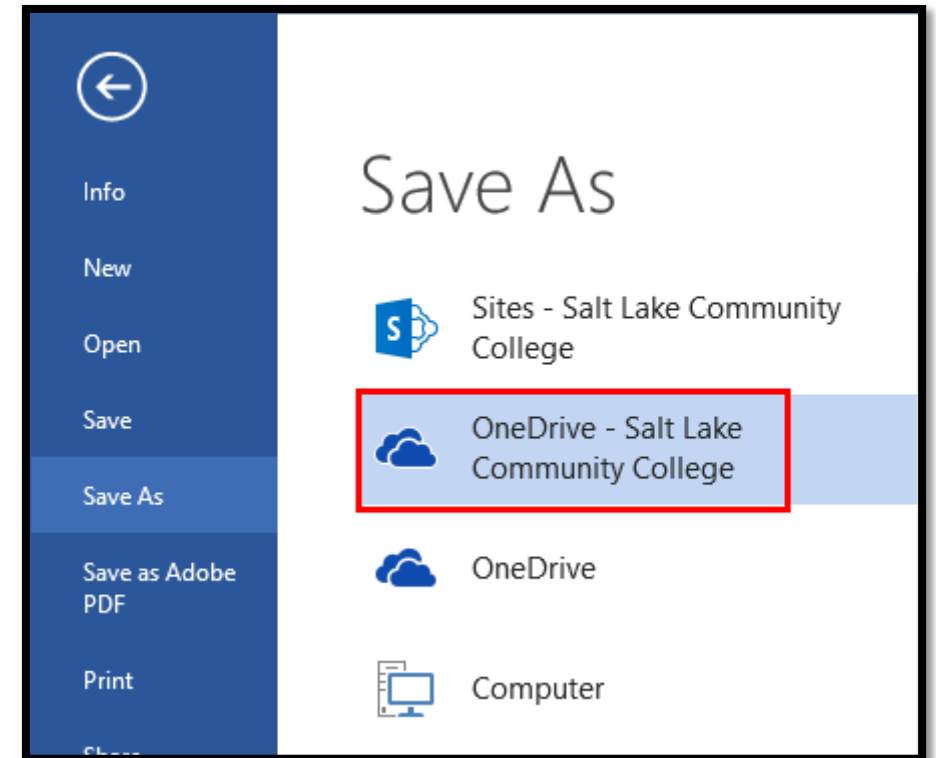 Info
New
Open
Save
Save As
Save as Adobe
PDF
Print
Share
Save As
S
Sites - Salt Lake Community
College
OneDrive - Salt Lake
Community College
OneDrive
Computer